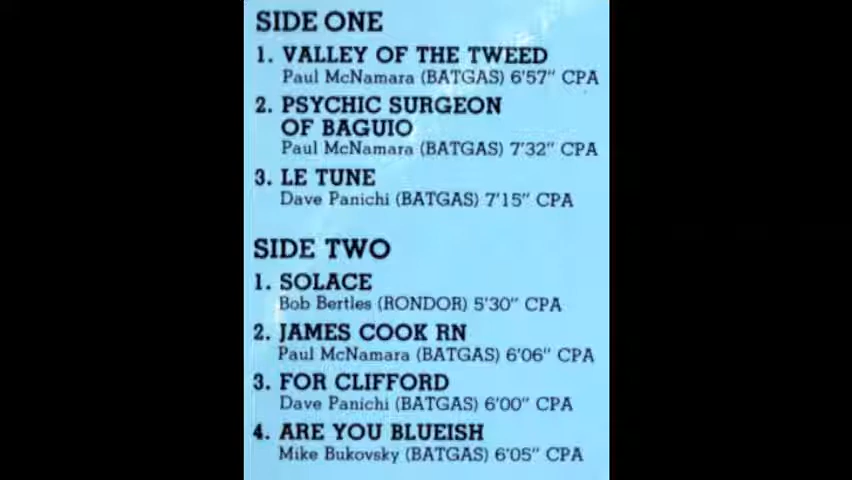 SIDE ONE
1. VALLEY OF THE TWEED
Paul McNamara (BATGAS) 6'57" CPA
2. PSYCHIC SURGEON
OF BAGUIO
Paul McNamara (BATGAS) 7'32" CPA
3. LE TUNE
Dave Panichi (BATGAS) 7'15" CPA
SIDE TWO
1. SOLACE
Bob Bertles (RONDOR) 5'30" CPA
2. JAMES COOK RN
Paul McNamara (BATGAS) 6'06" CPA
3. FOR CLIFFORD
Dave Panichi (BATGAS) 6'00" CPA
4. ARE YOU BLUEISH
Mike Bukovsky (BATGAS) 6'05" CPA